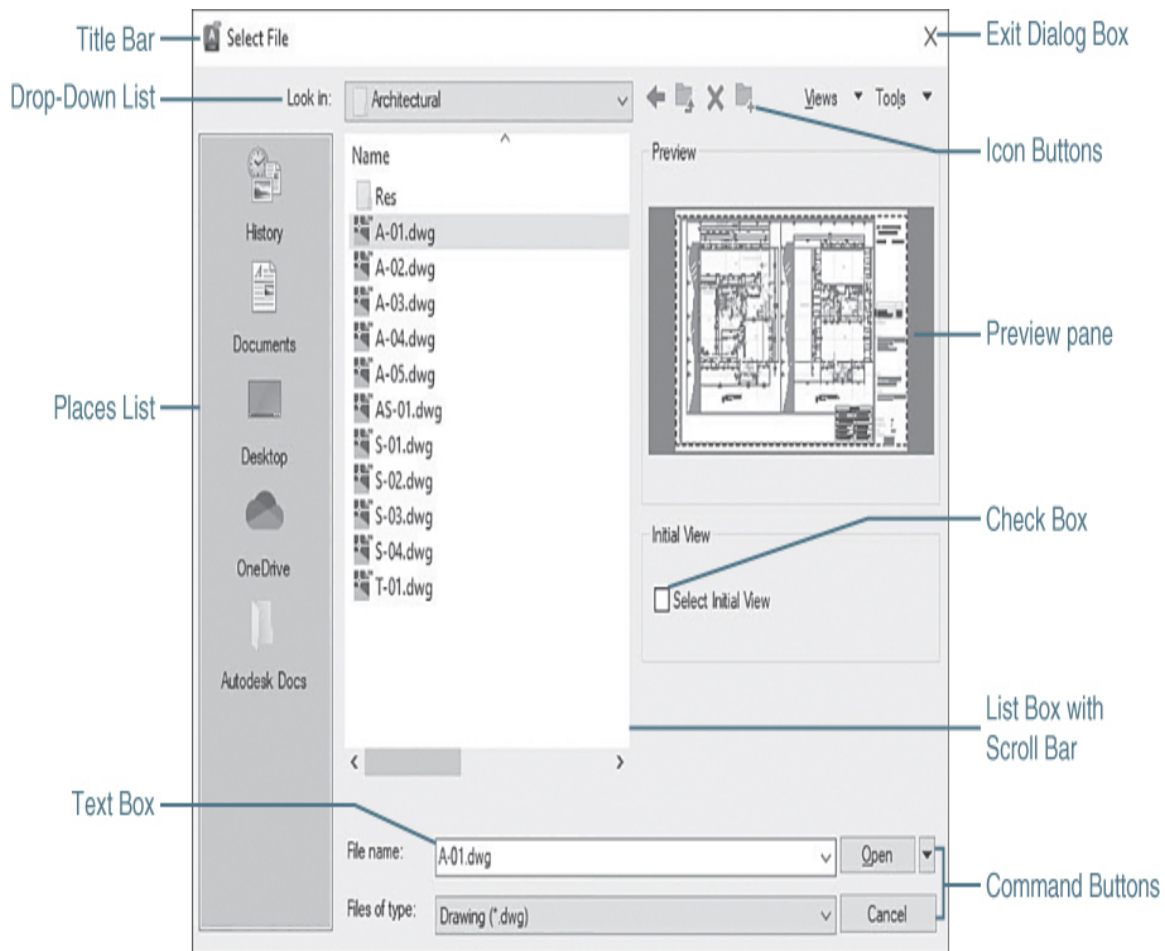 Title Bar
Select File
Exit Dialog Box
Drop-Down List
Look in:
Architectural
Views
Tools
Icon Buttons
History
Documents
Places List
Desktop
OneDrive
Autodesk Docs
Name
Res
A-01.dwg
A-02.dwg
A-03.dwg
A-04.dwg
A-05.dwg
AS-01.dwg
S-01.dwg
S-02.dwg
S-03.dwg
S-04.dwg
T-01.dwg
Preview
Preview pane
Check Box
Initial View
Select Initial View
List Box with
Scroll Bar
Text Box
File name:
A-01.dwg
Open
Files of type:
Drawing (*.dwg)
Cancel
Command Buttons